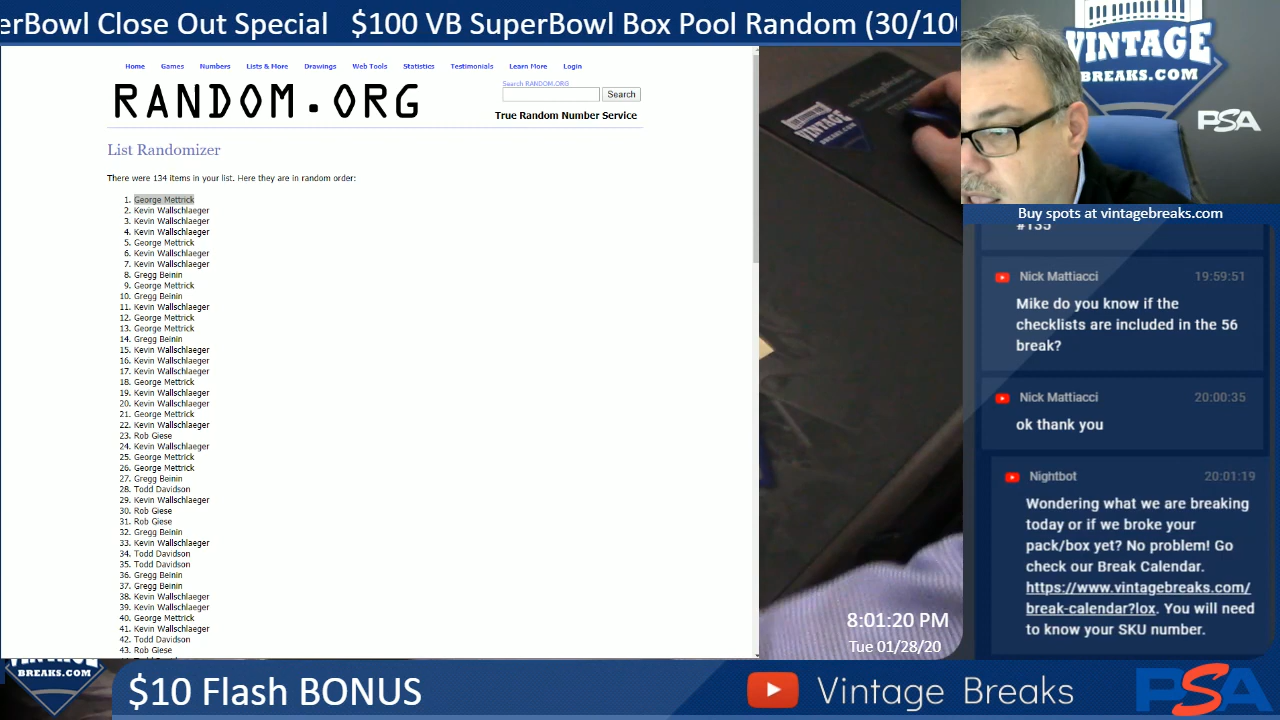 erBowl Close Out Special $100 VB SuperBowl Box Pool Random (30/100
Home Games Numbers Lists & More Drawings Web Tools Statistics Testimonials Learn More Login
RANDOM.ORG
Search RANDOM.ORG
Search
True Random Number Service
List Randomizer
There were 134 items in your list. Here they are in random order:
1. George Mettrick
2. Kevin Wallschlaeger
3. Kevin Wallschlaeger
4. Kevin Wallschlaeger
5. George Mettrick
6. Kevin Wallschlaeger
7. Kevin Wallschlaeger
8. Gregg Beinin
9. George Mettrick
10. Gregg Beinin
11. Kevin Wallschlaeger
12. George Mettrick
13. George Mettrick
14. Gregg Beinin
15. Kevin Wallschlaeger
16. Kevin Wallschlaeger
17. Kevin Wallschlaeger
18. George Mettrick
19. Kevin Wallschlaeger
20. Kevin Wallschlaeger
21. George Mettrick
22. Kevin Wallschlaeger
23. Rob Giese
24. Kevin Wallschlaeger
25. George Mettrick
26. George Mettrick
27. Gregg Beinin
28. Todd Davidson
29. Kevin Wallschlaeger
30. Rob Giese
31. Rob Giese
32. Gregg Beinin
33. Kevin Wallschlaeger
34. Todd Davidson
35. Todd Davidson
36. Gregg Beinin
37. Gregg Beinin
38. Kevin Wallschlaeger
39. Kevin Wallschlaeger
40. George Mettrick
41. Kevin Wallschlaeger
42. Todd Davidson
43. Rob Giese
VINTAGE
BREAKS.COM
VINTAGE
BREAKS.COM
PSA
Buy spots at vintagebreaks.com
#135
Nick Mattiacci 19:59:51
Mike do you know if the
checklists are included in the 56
break?
Nick Mattiacci 20:00:35
ok thank you
Nightbot 20:01:19
Wondering what we are breaking
today or if we broke your
pack/box yet? No problem! Go
check our Break Calendar.
https://www.vintagebreaks.com/
break-calendar?lox. You will need
to know your SKU number.
8:01:20 PM
Tue 01/28/20
VINTAGE
BREAKS.COM
$10 Flash BONUS
Vintage Breaks
PSA